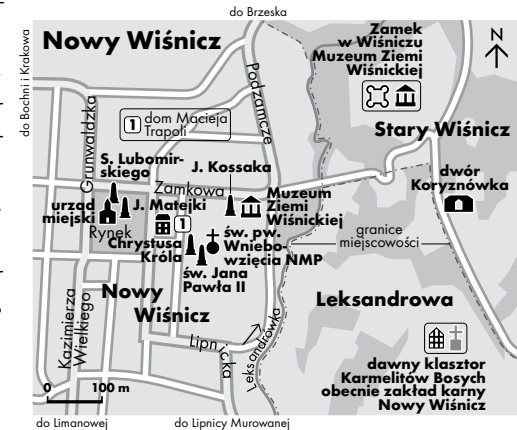 do Brzeska
Nowy Wiśnicz
Zamek
w Wiśniczu
Muzeum Ziemi
Wiśnickiej
N
do Bochni i Krakowa
Podzamcze
1 dom Macieja
Trapoli
Stary Wiśnicz
Grunwaldzka
S. Lubomir-
skiego
J. Kossaka
dwór
Koryznówka
Zamkowa
urząd
miejski
J. Matejki
1
Muzeum
Ziemi
Wiśnickiej
Rynek
Chrystusa
Króla
św. pw.
Wniebo-
wzięcia NMP
granice
miejscowości
św. Jana
Pawła II
Nowy
Wiśnicz
Leksandrowa
Kazimierza
Wielkiego
Lipnicka
Leksandrówka
dawny klasztor
Karmelitów Bosych
obecnie zakład karny
Nowy Wiśnicz
0 100 m
do Limanowej
do Lipnicy Murowanej